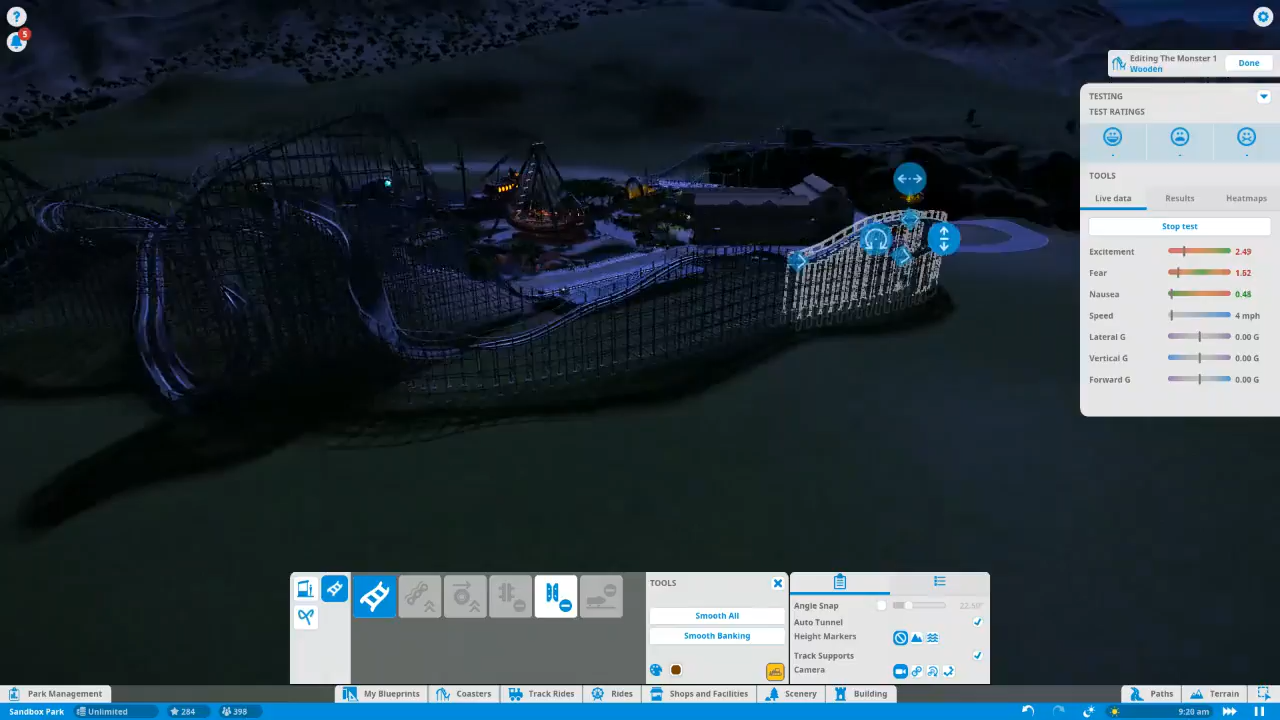 ?
5
Editing The Monster 1
Wooden
Done
TESTING
TEST RATINGS
- - -
TOOLS
Live data Results Heatmaps
Stop test
Excitement 2.49
Fear 1.62
Nausea 0.48
Speed 4 mph
Lateral G 0.00 G
Vertical G 0.00 G
Forward G 0.00 G
TOOLS
Smooth All
Smooth Banking
Angle Snap 22.50°
Auto Tunnel
Height Markers
Track Supports
Camera
Park Management My Blueprints Coasters Track Rides Rides Shops and Facilities Scenery Building Paths Terrain
Sandbox Park Unlimited 284 398 9:20 am